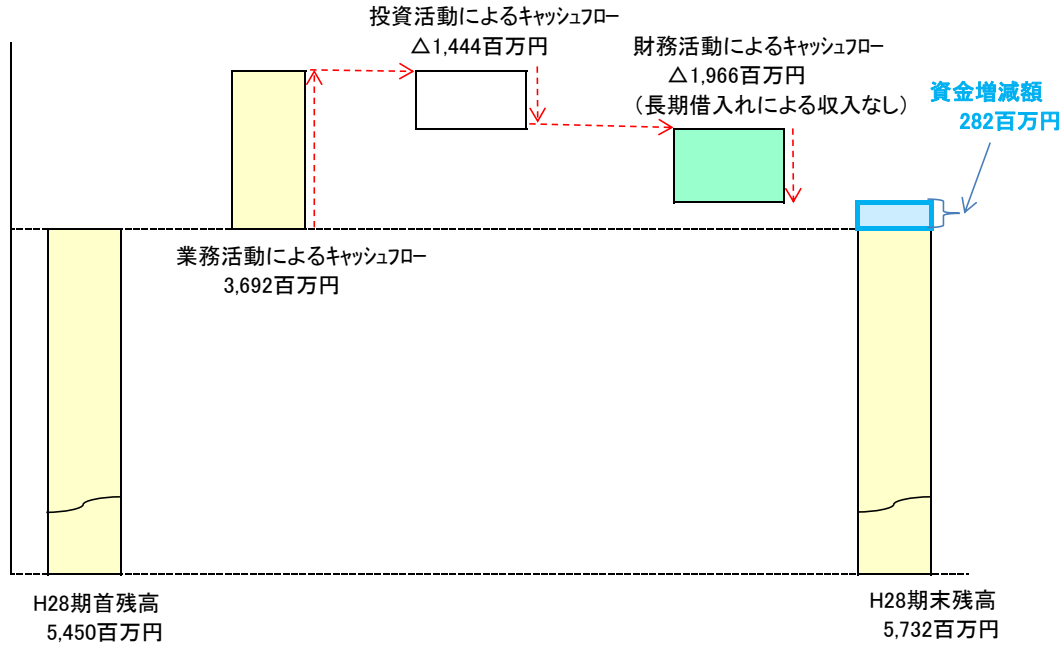 投資活動によるｷｬｯｼｭﾌﾛｰ
△1,444百万円
財務活動によるｷｬｯｼｭﾌﾛｰ
△1,966百万円
（長期借入れによる収入なし）
資金増減額
282百万円
業務活動によるｷｬｯｼｭﾌﾛｰ
3,692百万円
H28期首残高
5,450百万円
H28期末残高
5,732百万円